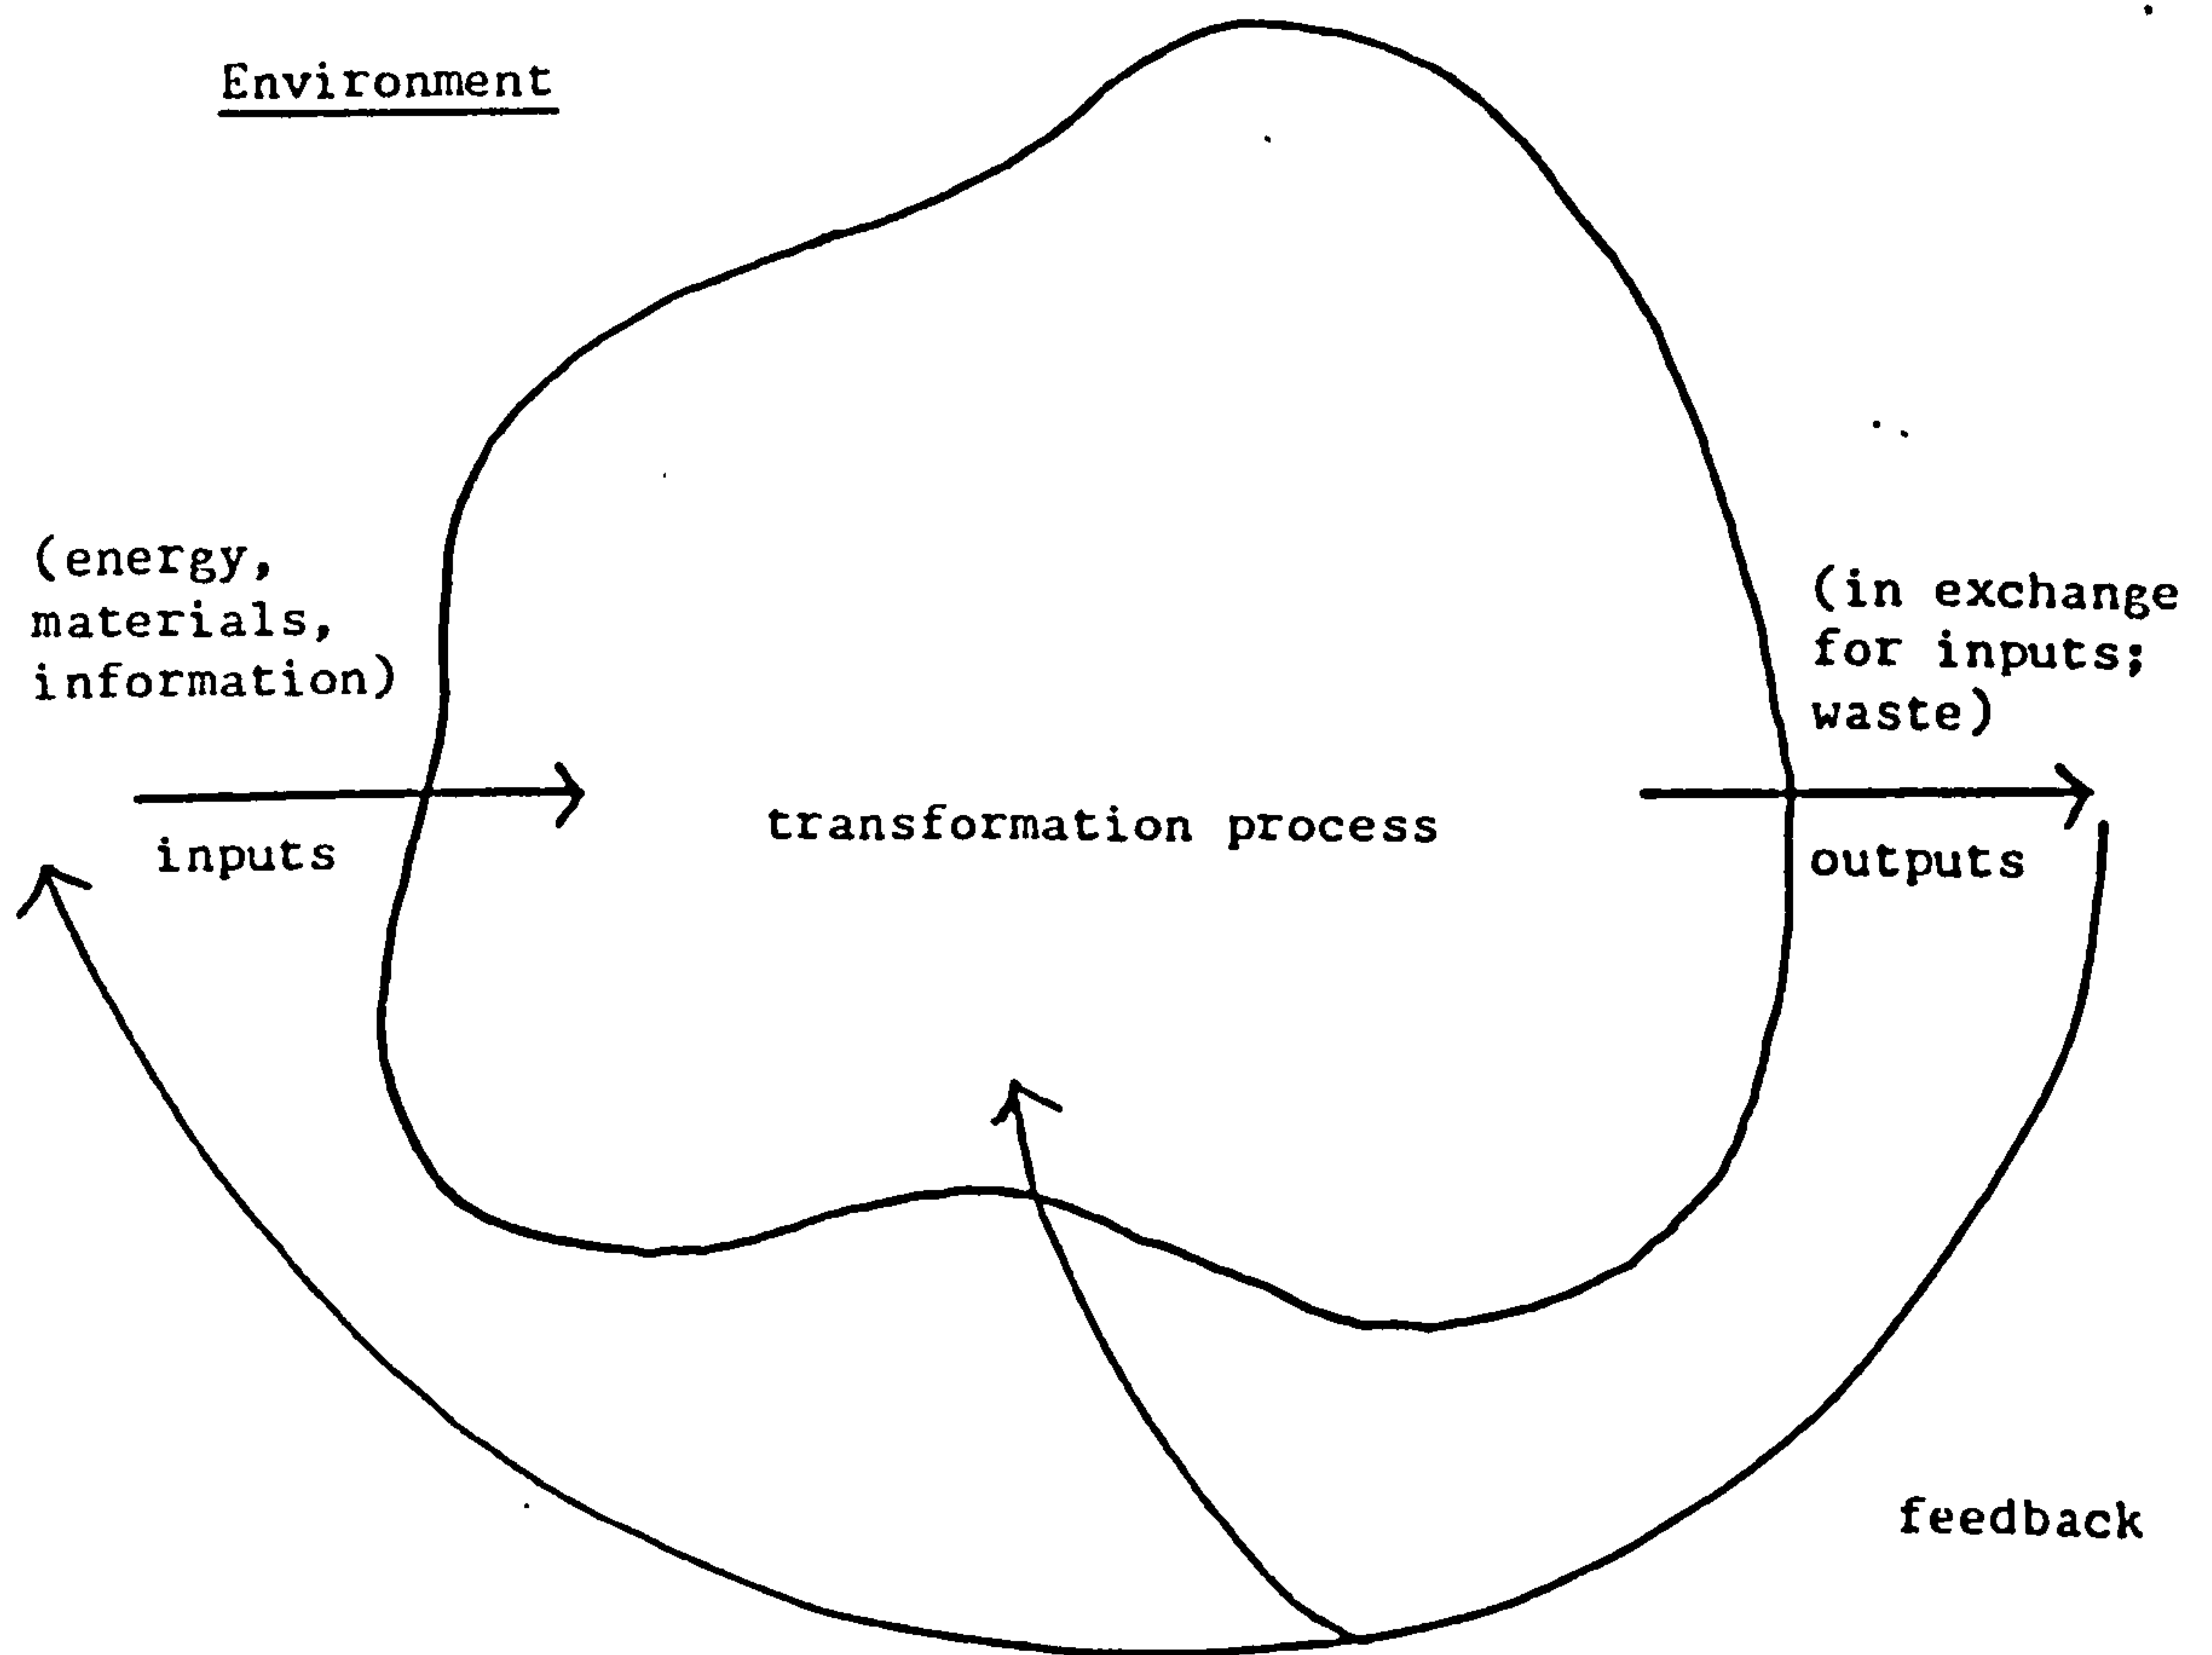 Environment
(energy,
materials,
information)
(in exchange
for inputs;
waste)
transformation process
inputs
outputs
feedback